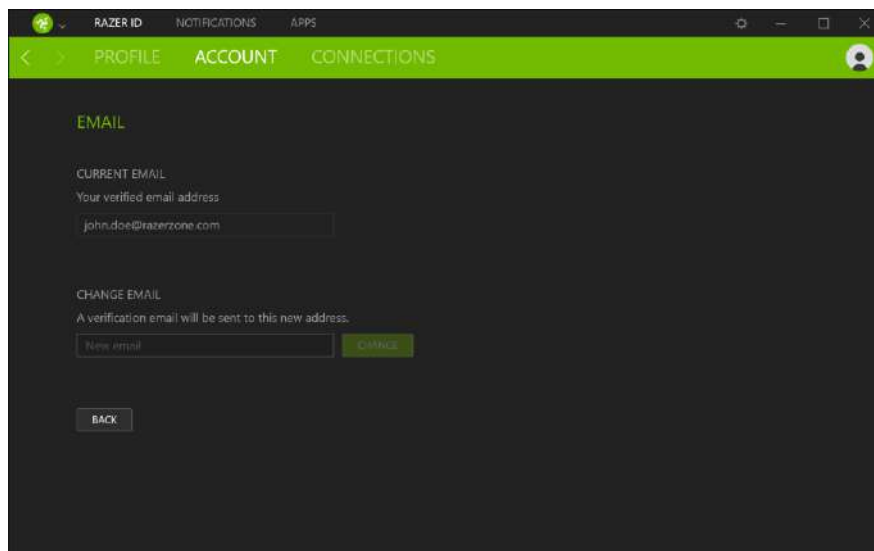 RAZER ID NOTIFICATIONS APPS
PROFILE ACCOUNT CONNECTIONS
EMAIL
CURRENT EMAIL
Your verified email address
john.doe@razerzone.com
CHANGE EMAIL
A verification email will be sent to this new address.
New email CHANGE
BACK